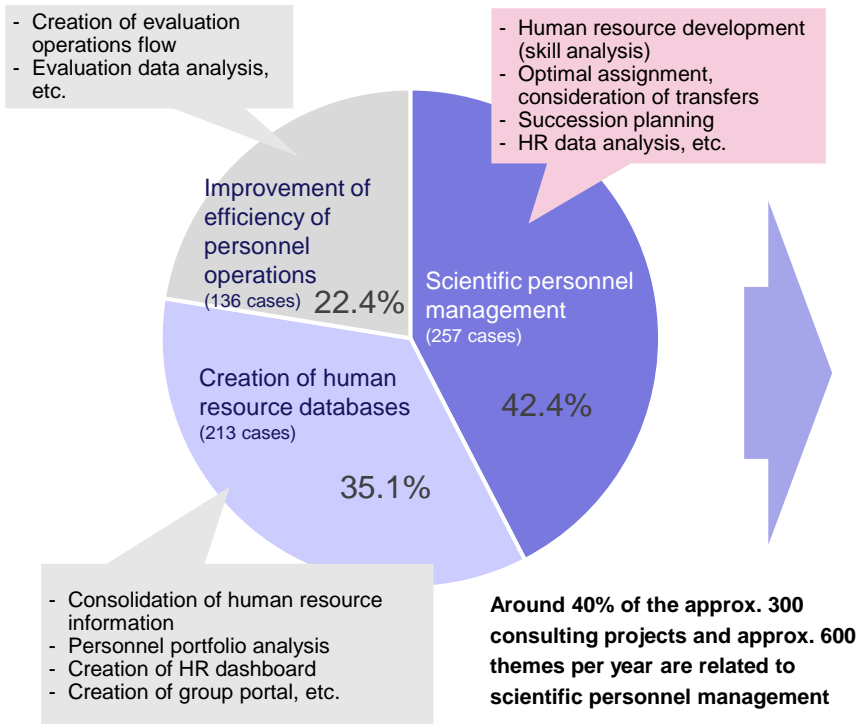 - Creation of evaluation
operations flow
- Evaluation data analysis,
etc.
- Human resource development
(skill analysis)
- Optimal assignment,
consideration of transfers
- Succession planning
- HR data analysis, etc.
Improvement of
efficiency of
personnel
operations
(136 cases)
22.4%
Scientific personnel
management
(257 cases)
42.4%
Creation of human
resource databases
(213 cases)
35.1%
- Consolidation of human resource
information
- Personnel portfolio analysis
- Creation of HR dashboard
- Creation of group portal, etc.
Around 40% of the approx. 300
consulting projects and approx. 600
themes per year are related to
scientific personnel management